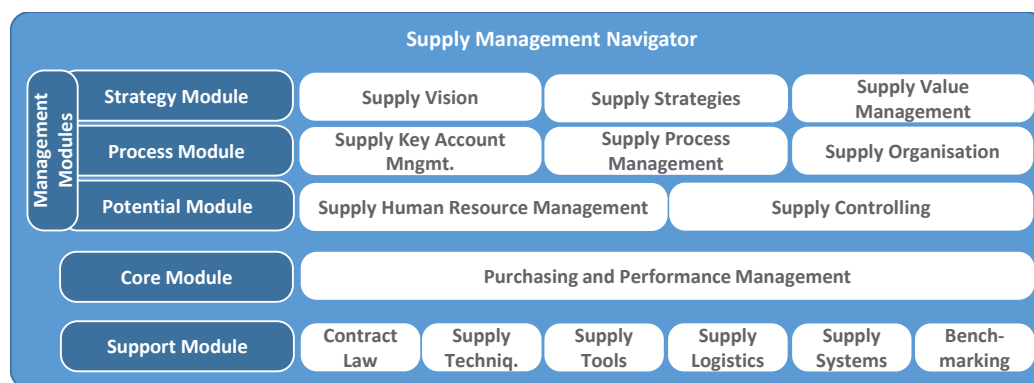 Supply Management Navigator
Management
Modules
Strategy Module
Supply Vision
Supply Strategies
Supply Value
Management
Process Module
Supply Key Account
Mngmt.
Supply Process
Management
Supply Organisation
Potential Module
Supply Human Resource Management
Supply Controlling
Core Module
Purchasing and Performance Management
Support Module
Contract
Law
Supply
Techniq.
Supply
Tools
Supply
Logistics
Supply
Systems
Bench-
marking